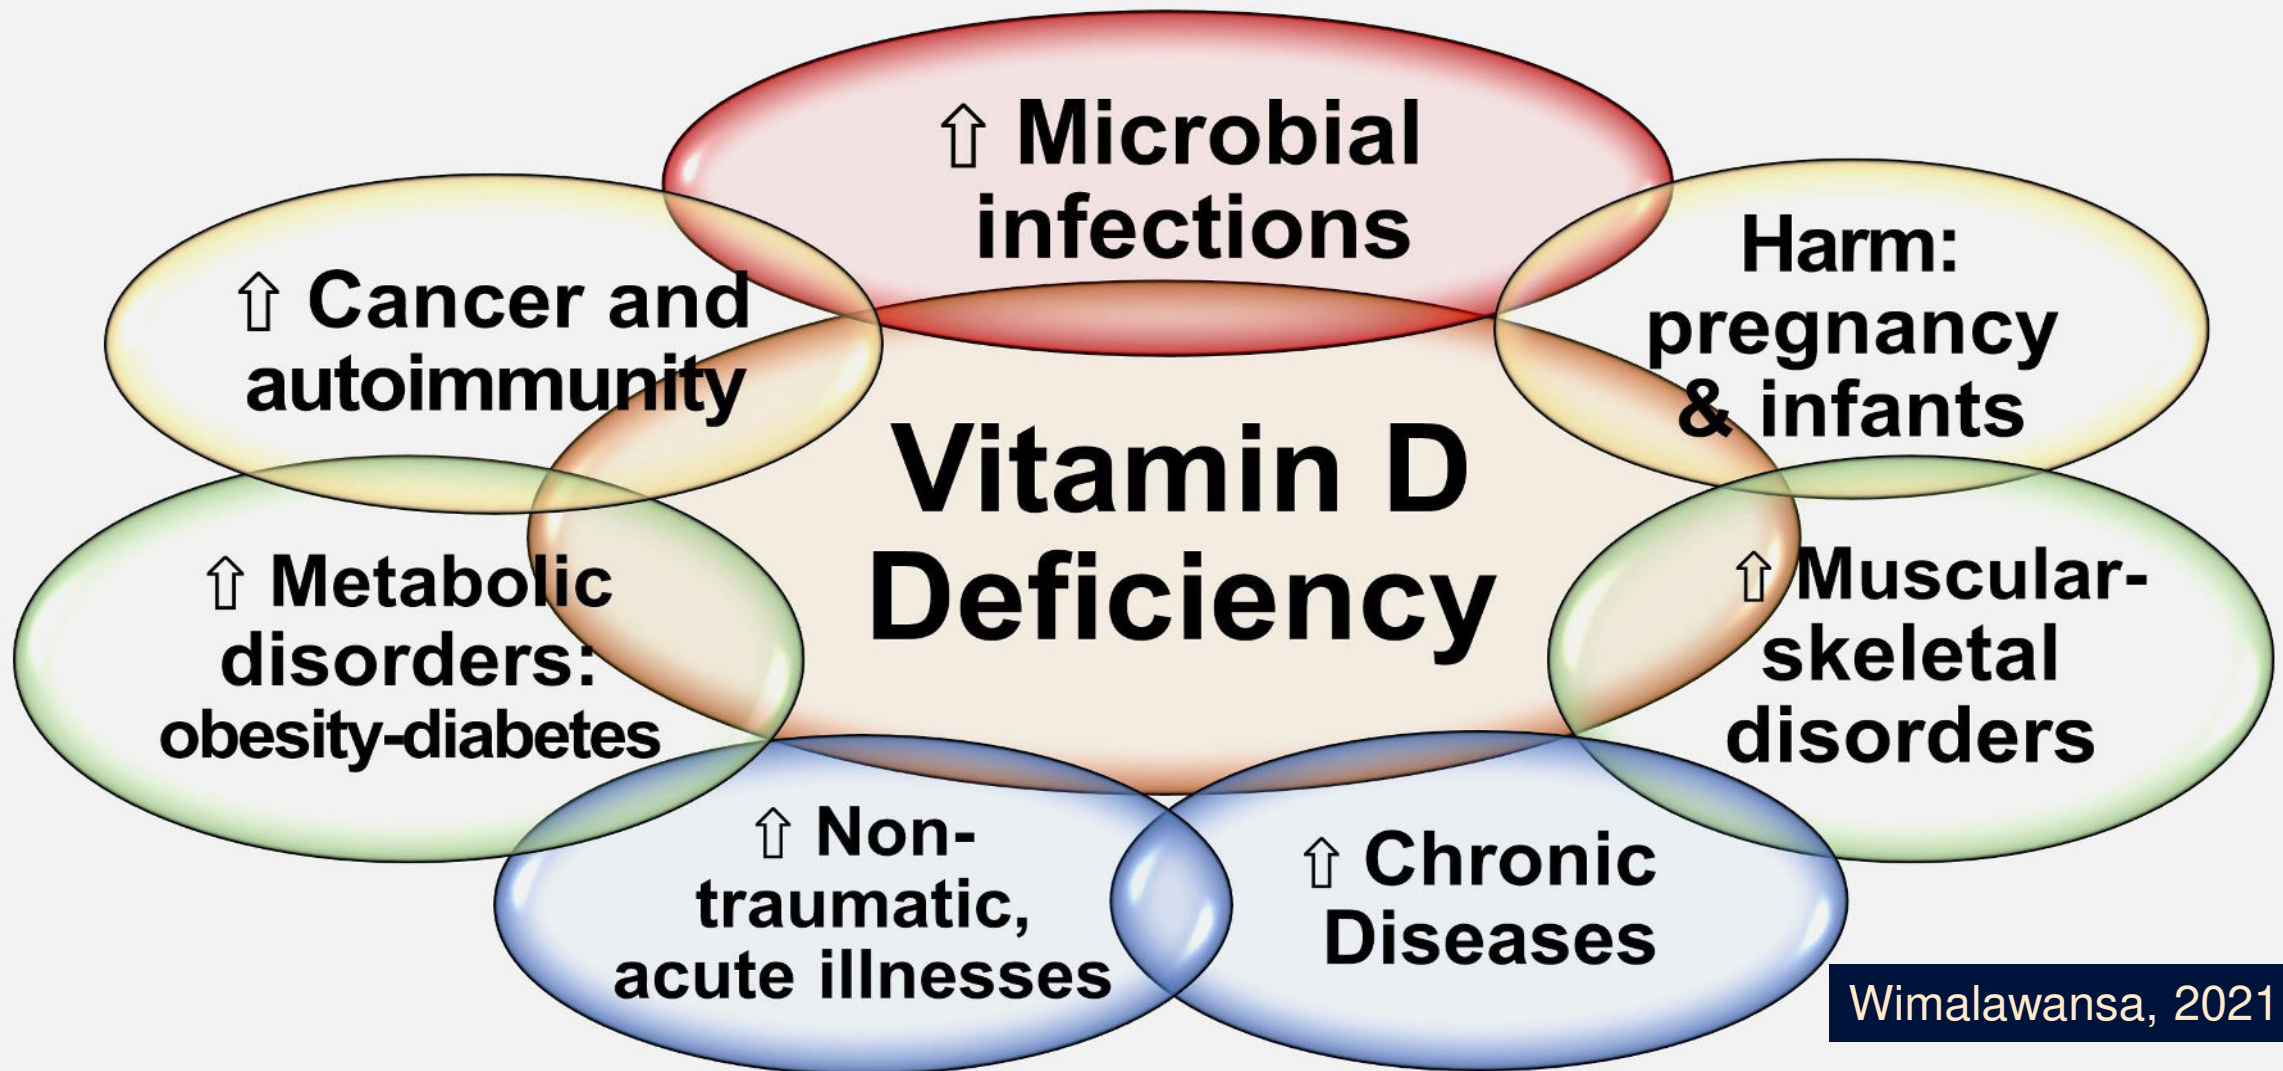 ⇧ Microbial
infections
Harm:
pregnancy
& infants
⇧ Cancer and
autoimmunity
Vitamin D
Deficiency
⇧ Metabolic
disorders:
obesity-diabetes
⇧ Muscular-
skeletal
disorders
⇧ Non-
traumatic,
acute illnesses
⇧ Chronic
Diseases
Wimalawansa, 2021